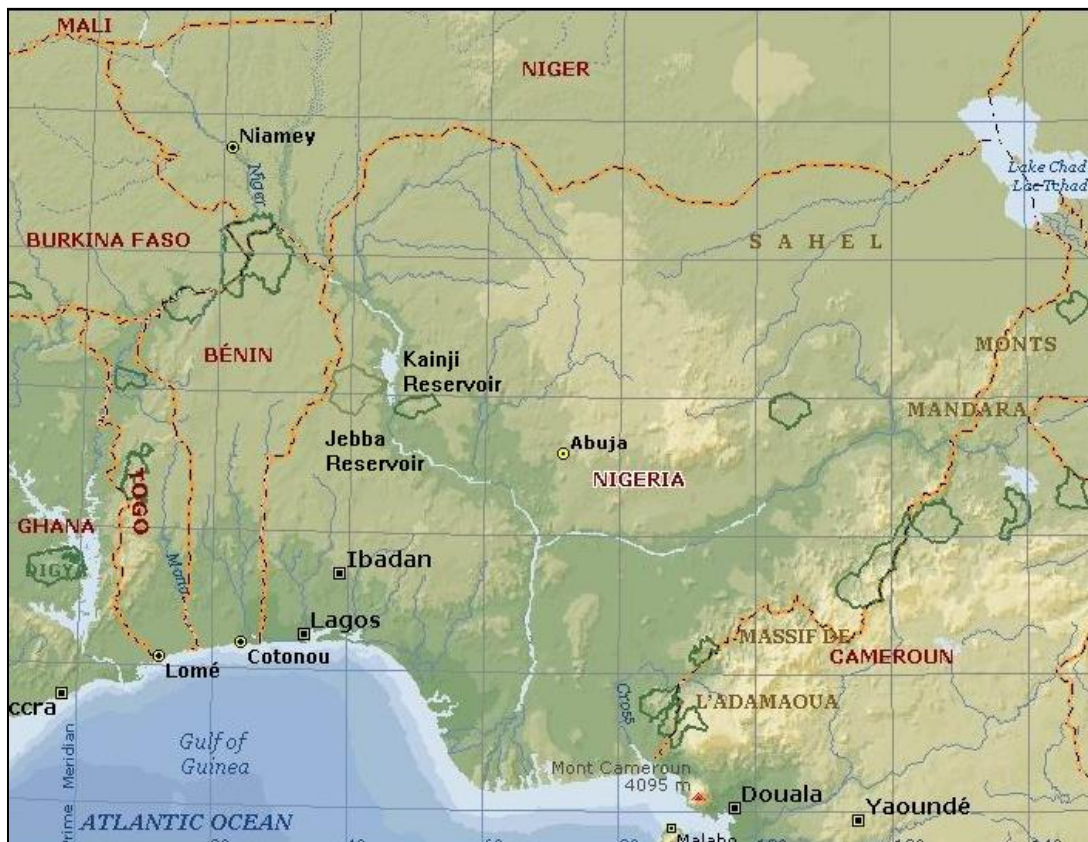 MALI
NIGER
Niamey
Niger
Lake Chad
Lac Tchad
BURKINA FASO
SAHEL
BÉNIN
Kainji
Reservoir
MONTS
MANDARA
Jebba
Reservoir
Abuja
NIGERIA
TOGO
GHANA
DIGYA
Mono
Ibadan
Lagos
Cotonou
Lomé
MASSIF DE
CAMEROUN
L'ADAMAOUA
ccra
Cross
Gulf of
Guinea
Mont Cameroun
4095 m
Prime Meridian
Douala
Yaoundé
ATLANTIC OCEAN
Malabo